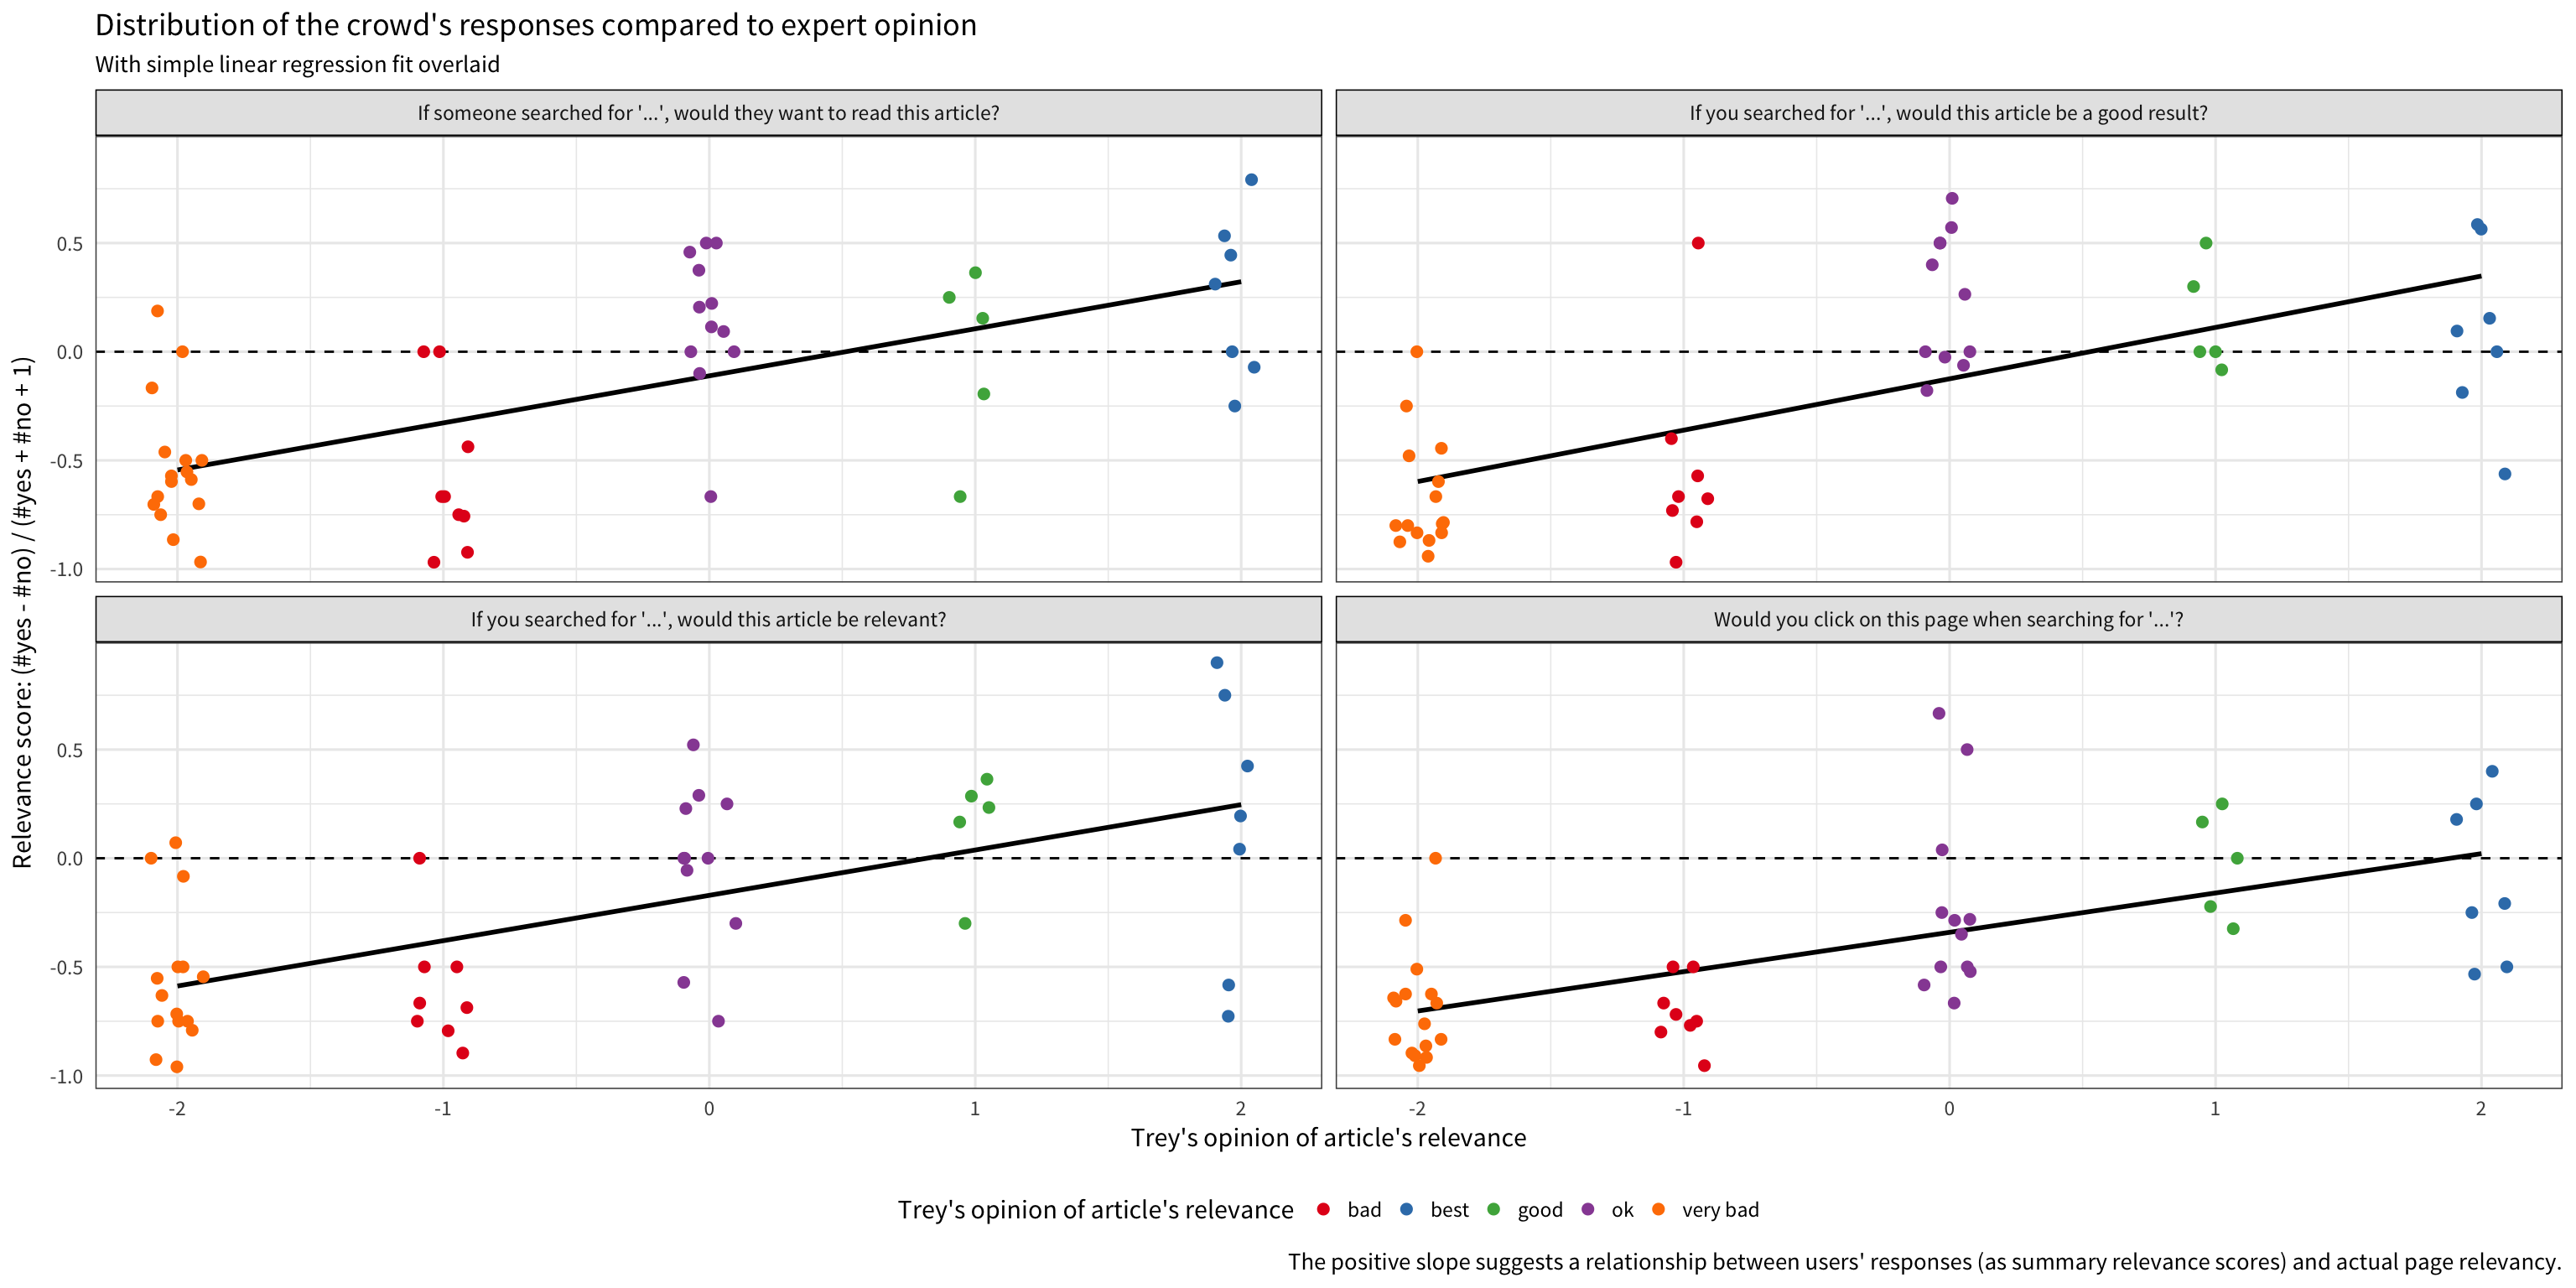 Distribution of the crowd's responses compared to expert opinion
With simple linear regression fit overlaid
If someone searched for '...', would they want to read this article?
If you searched for '...', would this article be a good result?
0.5
0.0
-0.5
-1.0
If you searched for '...', would this article be relevant?
Would you click on this page when searching for '...'?
0.5
0.0
-0.5
-1.0
Relevance score: (#yes - #no) / (#yes + #no + 1)
-2 -1 0 1 2
-2 -1 0 1 2
Trey's opinion of article's relevance
Trey's opinion of article's relevance bad best good ok very bad
The positive slope suggests a relationship between users' responses (as summary relevance scores) and actual page relevancy.